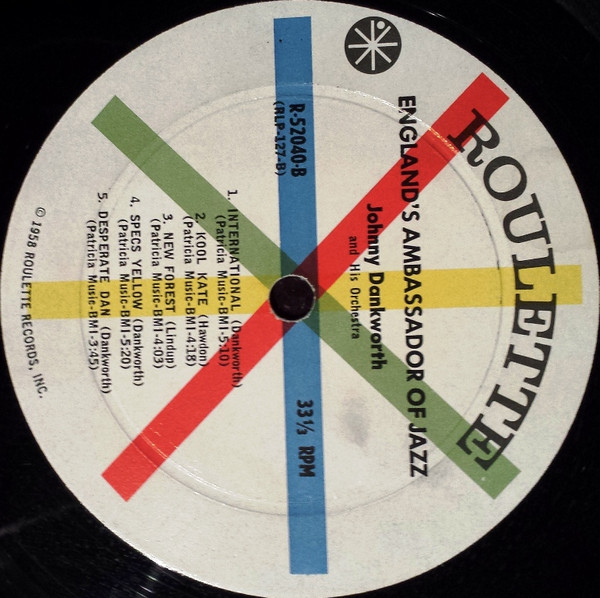 ROULETTE
ENGLAND'S AMBASSADOR OF JAZZ
Johnny Dankworth
and His Orchestra
R-52040-B
(RLP-127-B)
33⅓ RPM
1. INTERNATIONAL (Dankworth)
(Patricia Music-BMI-5:10)
2. KOOL KATE (Hawdon)
(Patricia Music-BMI-4:18)
3. NEW FOREST (Lindup)
(Patricia Music-BMI-4:03)
4. SPECS YELLOW (Dankworth)
(Patricia Music-BMI-5:20)
5. DESPERATE DAN (Dankworth)
(Patricia Music-BMI-3:45)
© 1958 ROULETTE RECORDS, INC.